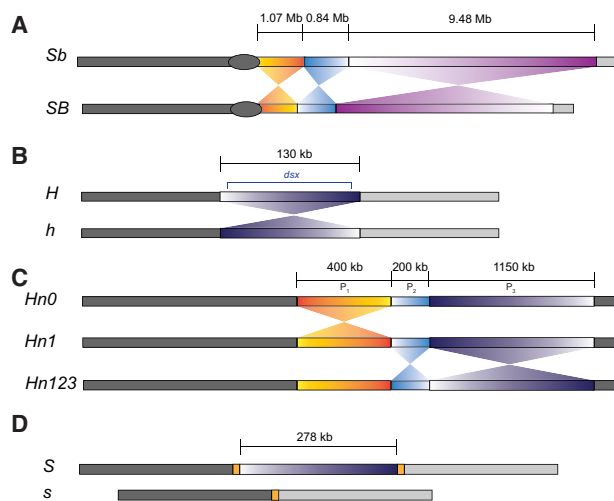 A
1.07 Mb 0.84 Mb 9.48 Mb
Sb
SB
B
130 kb
dsx
H
h
C
400 kb 200 kb 1150 kb
P₁ P₂ P₃
Hn0
Hn1
Hn123
D
278 kb
S
s